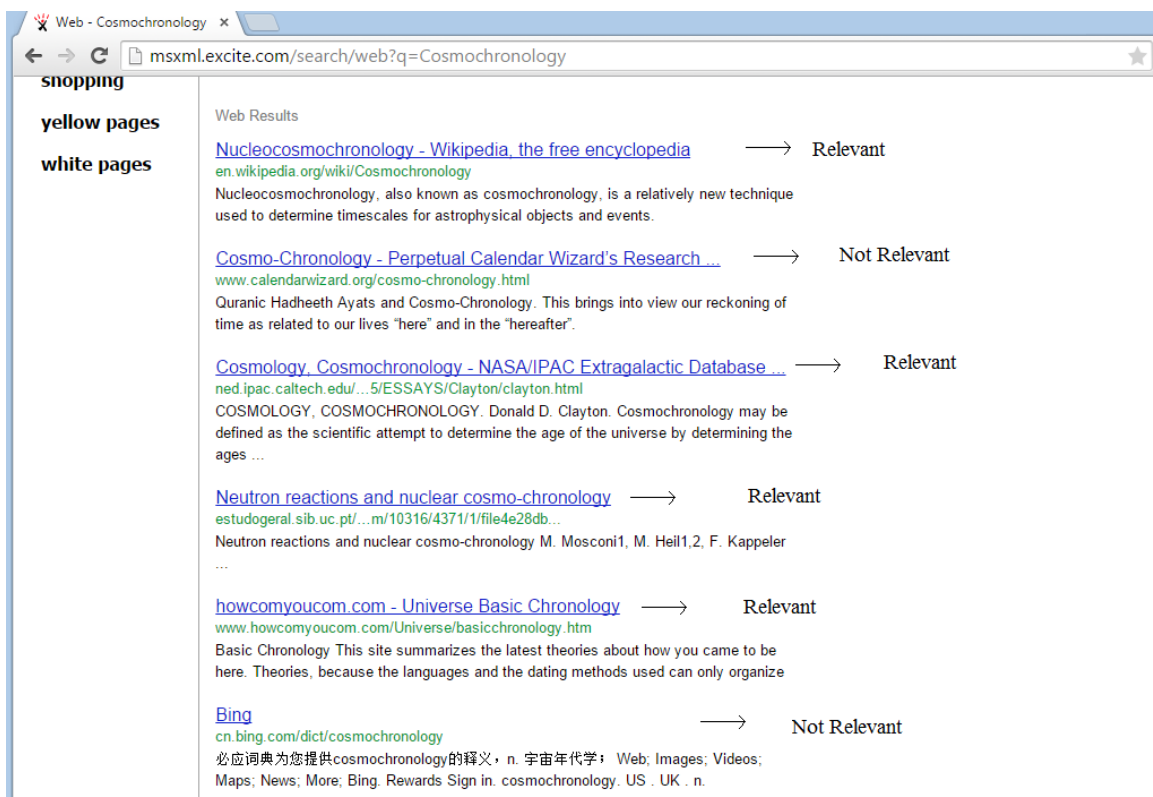 Web - Cosmochronology ×
msxml.excite.com/search/web?q=Cosmochronology
shopping
yellow pages
white pages
Web Results
Nucleocosmochronology - Wikipedia, the free encyclopedia → Relevant
en.wikipedia.org/wiki/Cosmochronology
Nucleocosmochronology, also known as cosmochronology, is a relatively new technique
used to determine timescales for astrophysical objects and events.
Cosmo-Chronology - Perpetual Calendar Wizard's Research ... → Not Relevant
www.calendarwizard.org/cosmo-chronology.html
Quranic Hadheeth Ayats and Cosmo-Chronology. This brings into view our reckoning of
time as related to our lives “here” and in the “hereafter”.
Cosmology, Cosmochronology - NASA/IPAC Extragalactic Database ... → Relevant
ned.ipac.caltech.edu/…5/ESSAYS/Clayton/clayton.html
COSMOLOGY, COSMOCHRONOLOGY. Donald D. Clayton. Cosmochronology may be
defined as the scientific attempt to determine the age of the universe by determining the
ages ...
Neutron reactions and nuclear cosmo-chronology → Relevant
estudogeral.sib.uc.pt/…m/10316/4371/1/file4e28db...
Neutron reactions and nuclear cosmo-chronology M. Mosconi1, M. Heil1,2, F. Kappeler
...
howcomyoucom.com - Universe Basic Chronology → Relevant
www.howcomyoucom.com/Universe/basicchronology.htm
Basic Chronology This site summarizes the latest theories about how you came to be
here. Theories, because the languages and the dating methods used can only organize
Bing → Not Relevant
cn.bing.com/dict/cosmochronology
必应词典为您提供cosmochronology的释义，n. 宇宙年代学； Web; Images; Videos;
Maps; News; More; Bing. Rewards Sign in. cosmochronology. US . UK . n.